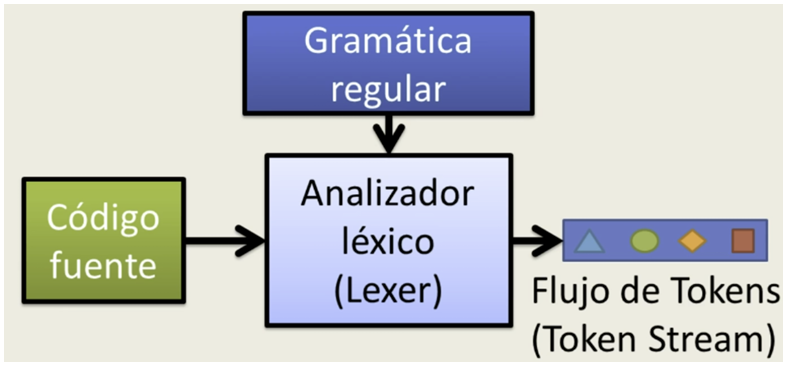 Gramática
regular
Código
fuente
Analizador
léxico
(Lexer)
Flujo de Tokens
(Token Stream)